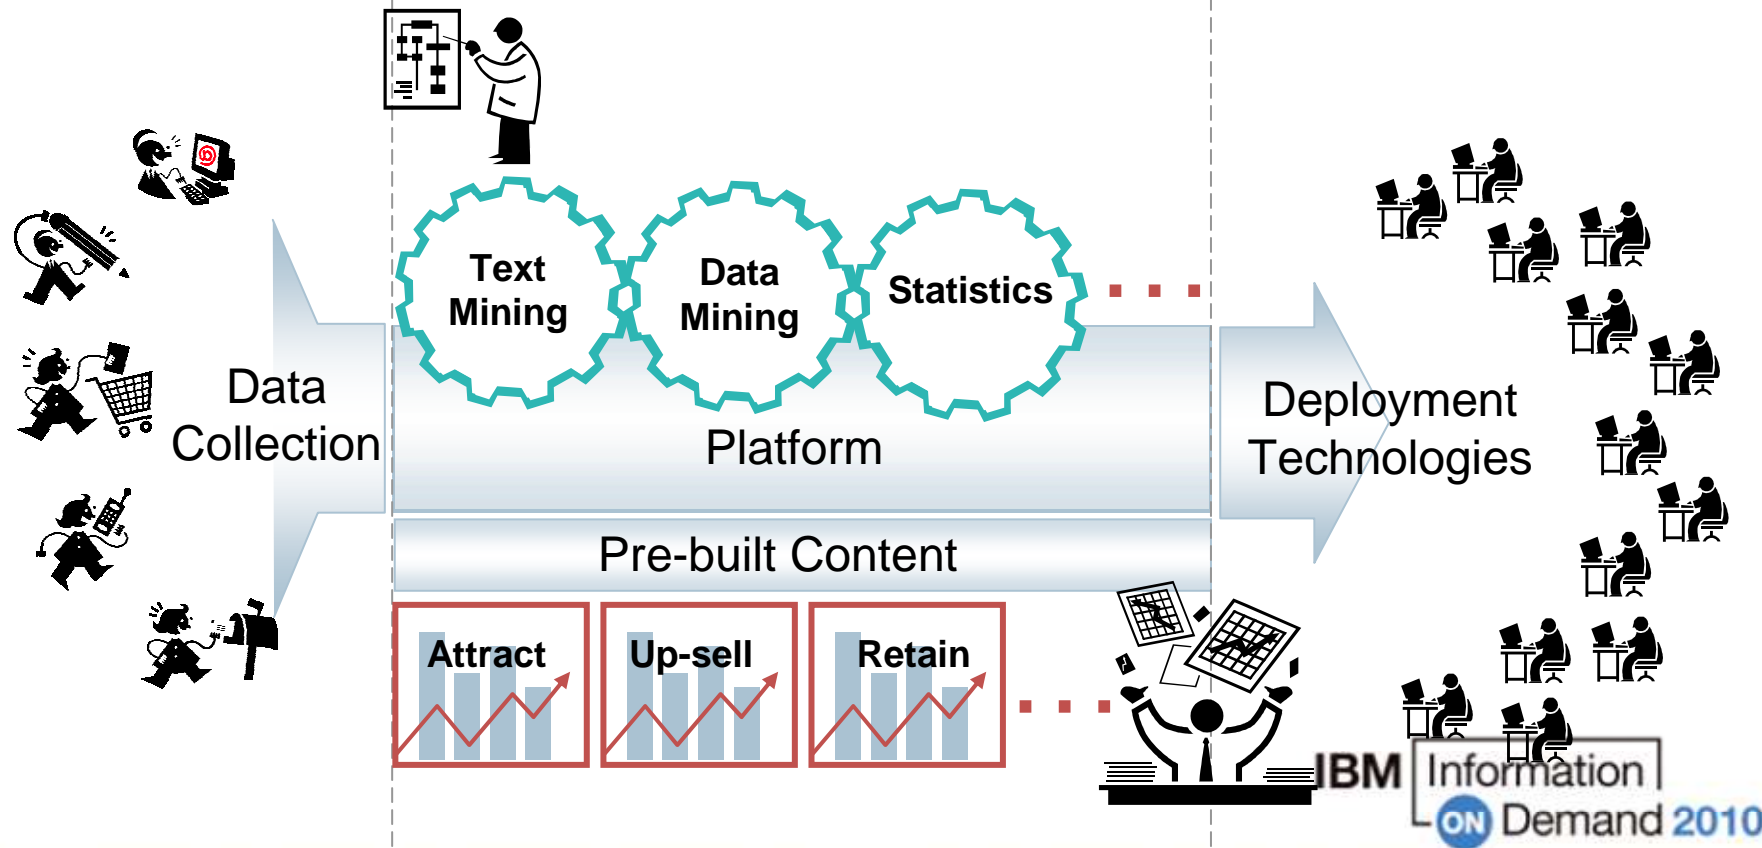 @
Text
Mining
Data
Mining
Statistics
Data
Collection
Platform
Deployment
Technologies
Pre-built Content
Attract
Up-sell
Retain
IBM Information
ON Demand 2010